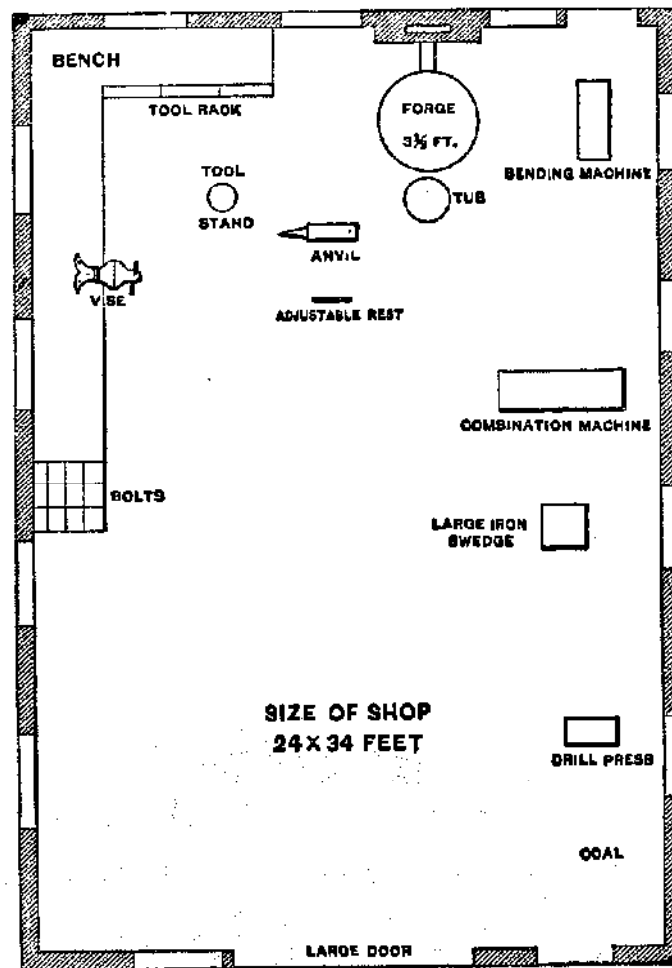 BENCH
TOOL RACK
FORGE
3½ FT.
BENDING MACHINE
TOOL
STAND
TUB
ANVIL
VISE
ADJUSTABLE REST
COMBINATION MACHINE
BOLTS
LARGE IRON
SWEDGE
SIZE OF SHOP
24 X 34 FEET
DRILL PRESS
COAL
LARGE DOOR